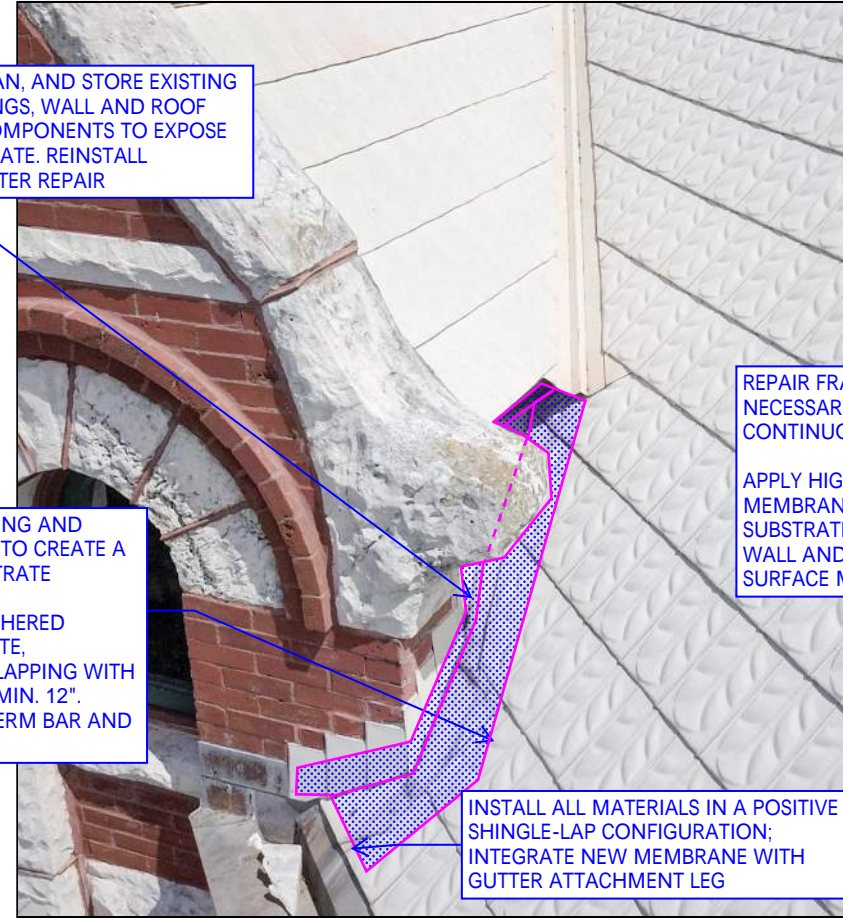 AN, AND STORE EXISTING
NGS, WALL AND ROOF
OMPONENTS TO EXPOSE
ATE. REINSTALL
TER REPAIR
REPAIR FRA
NECESSAR
CONTINUO
APPLY HIG
MEMBRAN
SUBSTRATE
WALL AND
SURFACE M
NG AND
TO CREATE A
TRATE
HERED
TE,
LAPPING WITH
MIN. 12".
ERM BAR AND
INSTALL ALL MATERIALS IN A POSITIVE
SHINGLE-LAP CONFIGURATION;
INTEGRATE NEW MEMBRANE WITH
GUTTER ATTACHMENT LEG